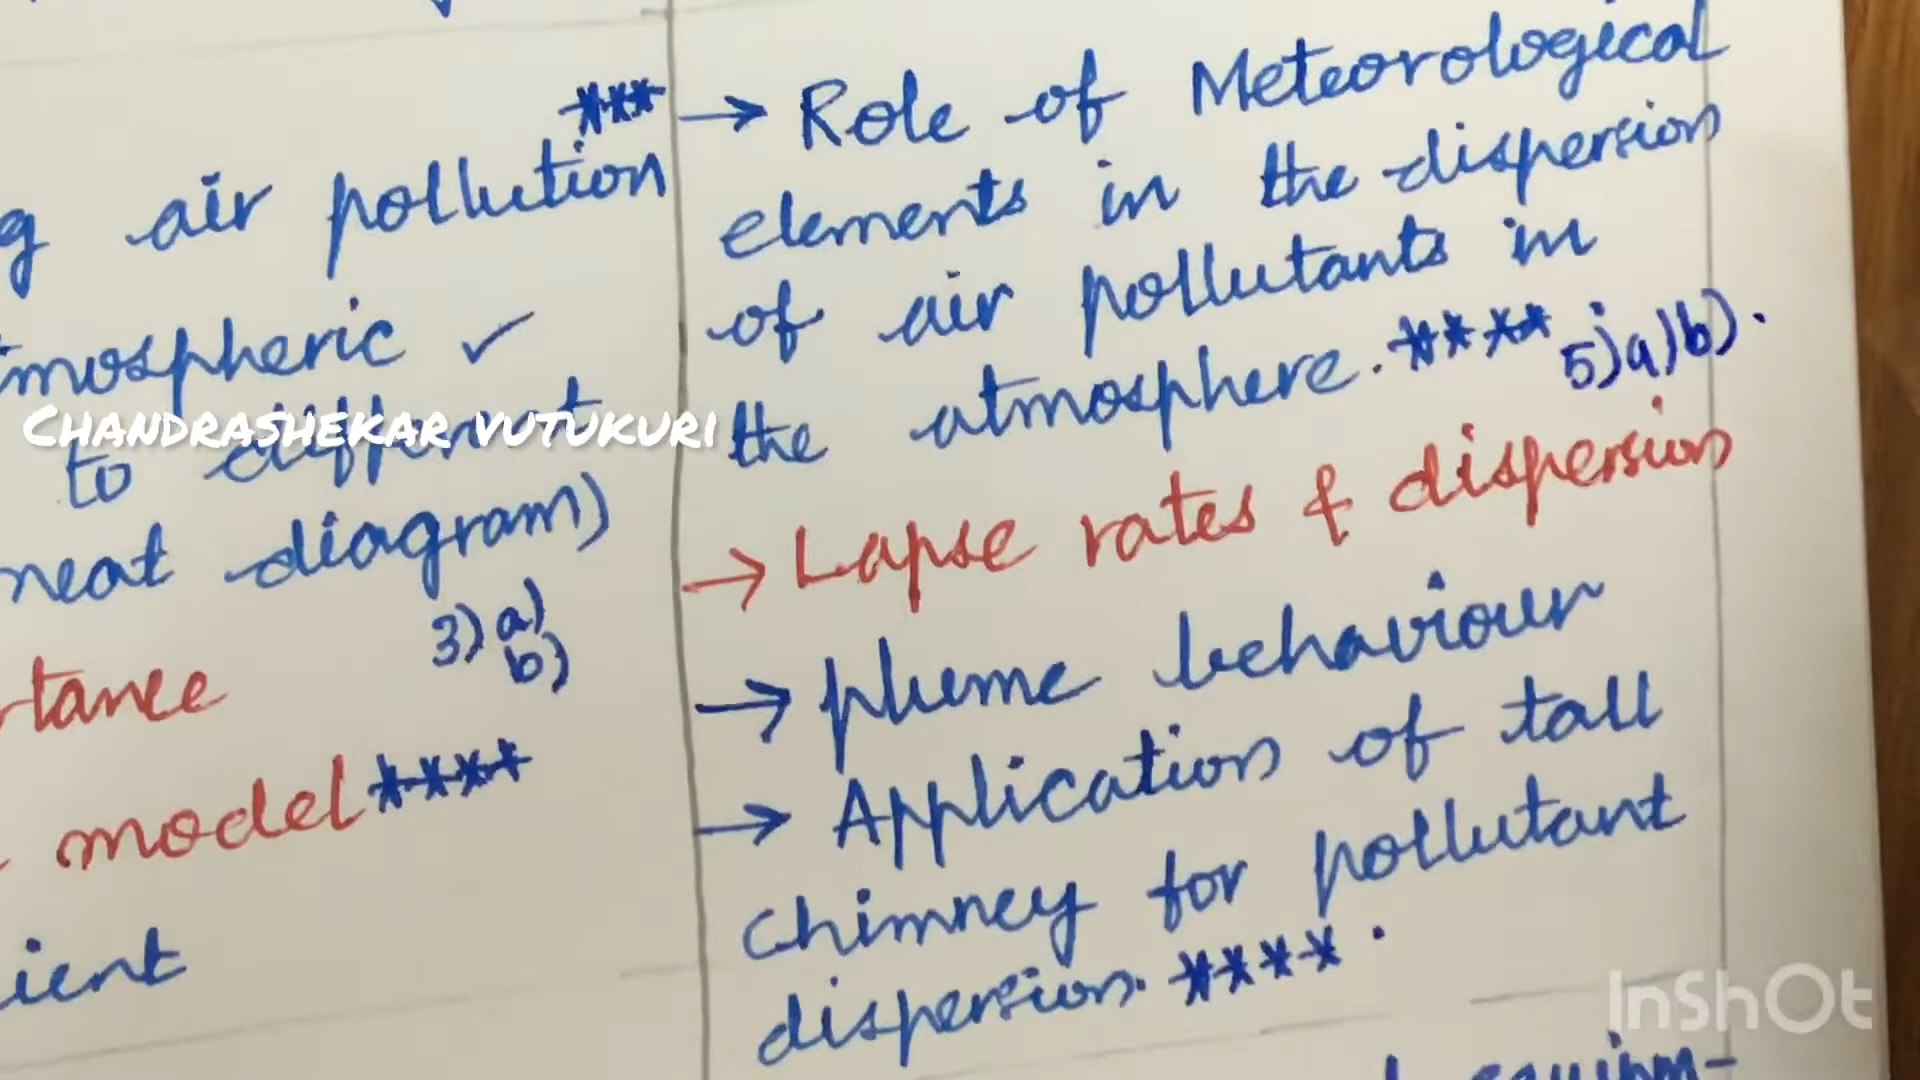 ***
g air pollution
mospheric ✓
to different
neat diagram)
3) a)
b)
rtance
model ****
ient
→ Role of Meteorological
elements in the dispersion
of air pollutants in
the atmosphere. **** 5) a) b).
→ Lapse rates & dispersion
→ plume behaviour
→ Application of tall
chimney for pollutant
dispersion. ****.
CHANDRASHEKAR VUTUKURI
InShOt